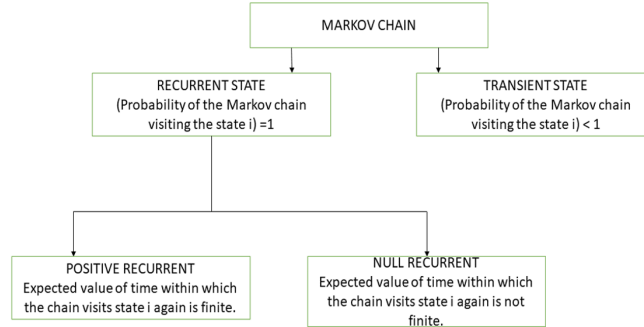 MARKOV CHAIN
RECURRENT STATE
(Probability of the Markov chain
visiting the state i) =1
TRANSIENT STATE
(Probability of the Markov chain
visiting the state i) < 1
POSITIVE RECURRENT
Expected value of time within which
the chain visits state i again is finite.
NULL RECURRENT
Expected value of time within which
the chain visits state i again is not
finite.